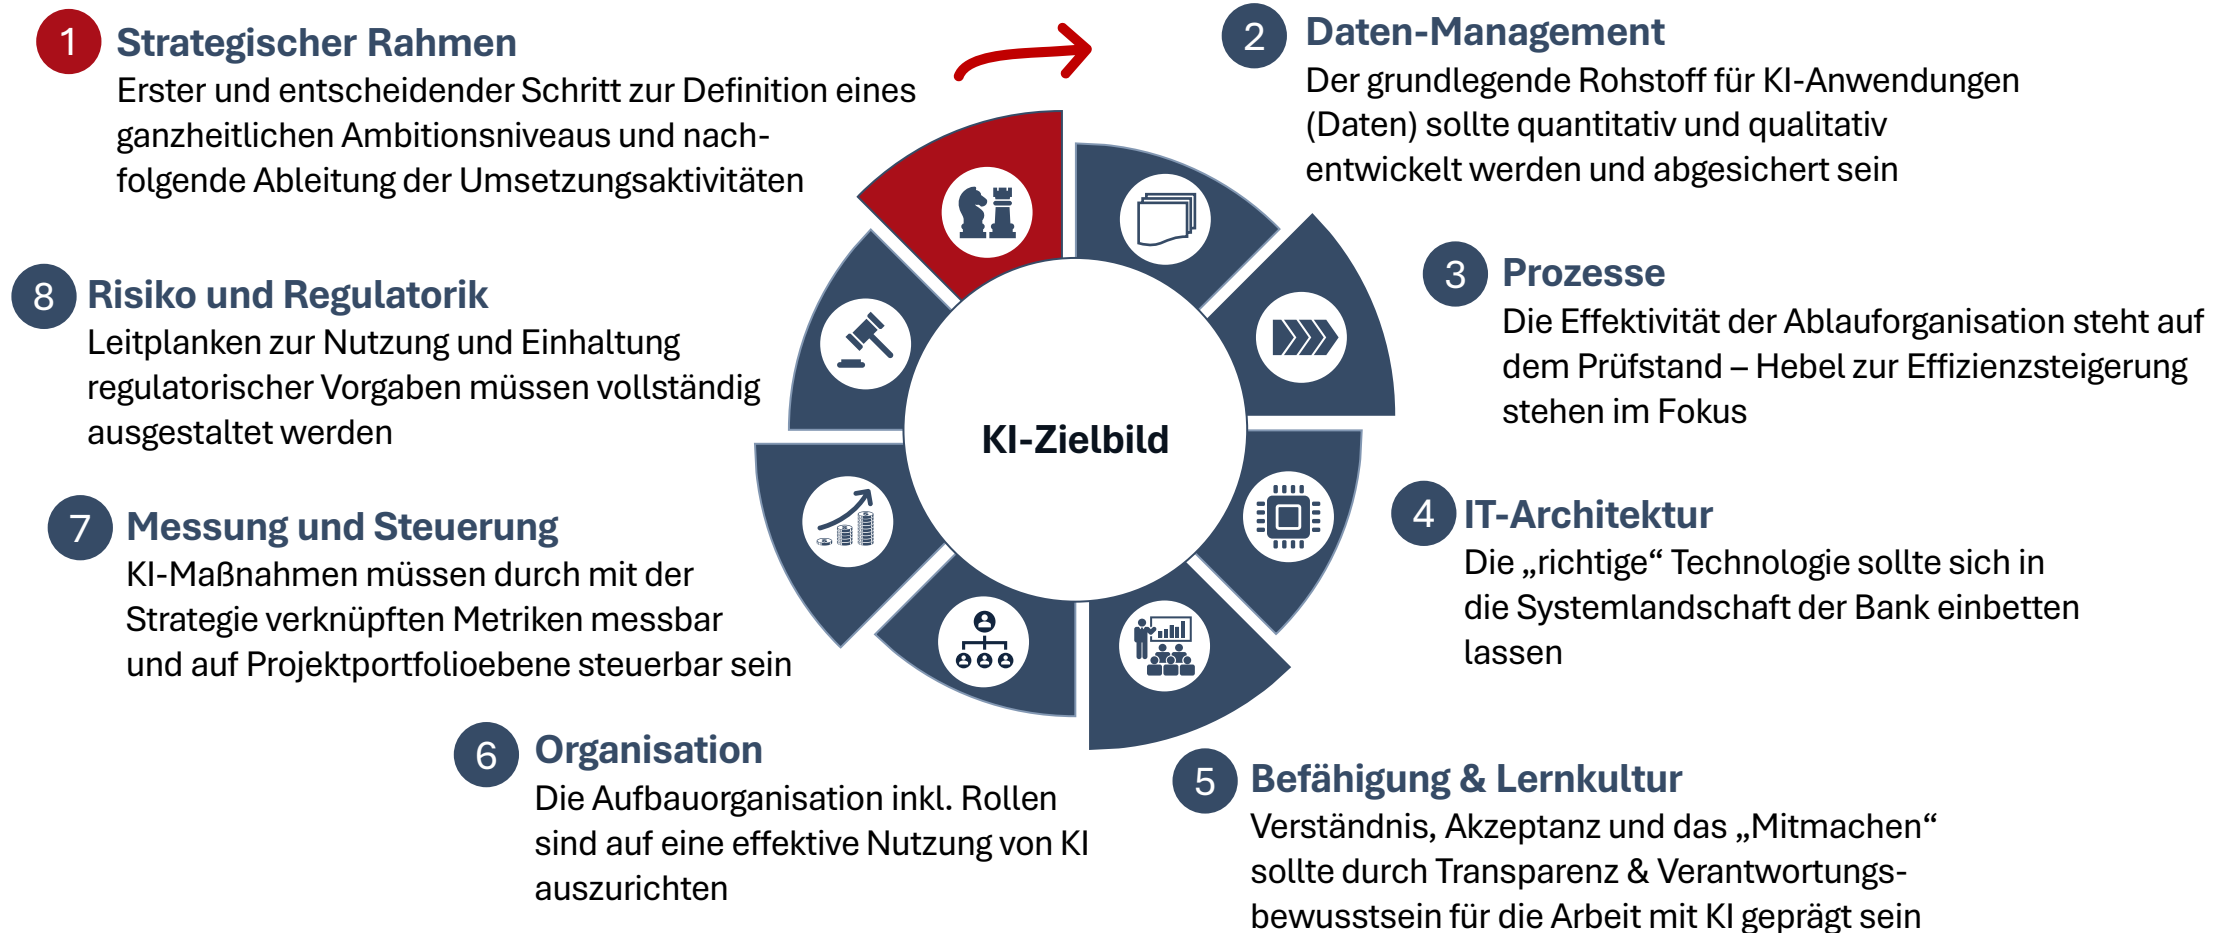 1 Strategischer Rahmen
Erster und entscheidender Schritt zur Definition eines
ganzheitlichen Ambitionsniveaus und nach-
folgende Ableitung der Umsetzungsaktivitäten
2 Daten-Management
Der grundlegende Rohstoff für KI-Anwendungen
(Daten) sollte quantitativ und qualitativ
entwickelt werden und abgesichert sein
3 Prozesse
Die Effektivität der Ablauforganisation steht auf
dem Prüfstand – Hebel zur Effizienzsteigerung
stehen im Fokus
4 IT-Architektur
Die „richtige“ Technologie sollte sich in
die Systemlandschaft der Bank einbetten
lassen
5 Befähigung & Lernkultur
Verständnis, Akzeptanz und das „Mitmachen“
sollte durch Transparenz & Verantwortungs-
bewusstsein für die Arbeit mit KI geprägt sein
6 Organisation
Die Aufbauorganisation inkl. Rollen
sind auf eine effektive Nutzung von KI
auszurichten
7 Messung und Steuerung
KI-Maßnahmen müssen durch mit der
Strategie verknüpften Metriken messbar
und auf Projektportfolioebene steuerbar sein
8 Risiko und Regulatorik
Leitplanken zur Nutzung und Einhaltung
regulatorischer Vorgaben müssen vollständig
ausgestaltet werden
KI-Zielbild